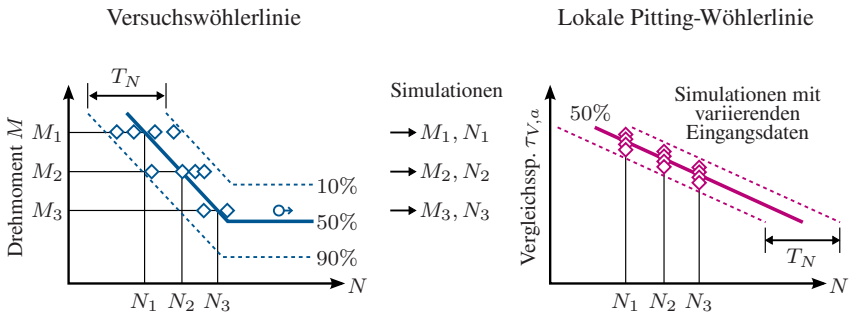 Versuchswöhlerlinie
Drehmoment M
T_N
M_1
M_2
M_3
10%
50%
90%
N_1
N_2
N_3
N
Simulationen
M_1, N_1
M_2, N_2
M_3, N_3
Lokale Pitting-Wöhlerlinie
Vergleichssp. τ_{V,a}
50%
Simulationen mit
variierenden
Eingangsdaten
T_N
N_1
N_2
N_3
N